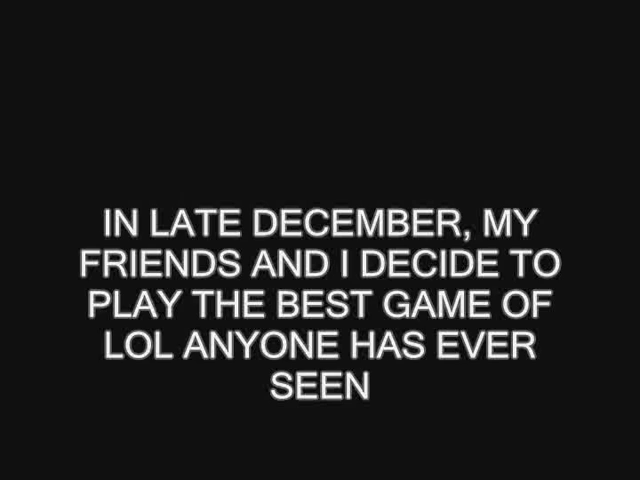 IN LATE DECEMBER, MY
FRIENDS AND I DECIDE TO
PLAY THE BEST GAME OF
LOL ANYONE HAS EVER
SEEN